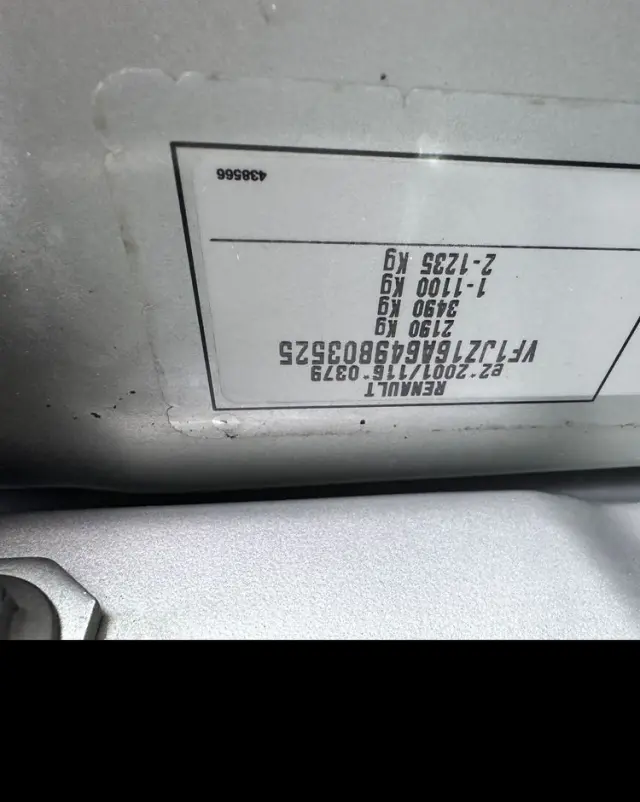 RENAULT
e2*2001/116*0379
VF1JZ16A649803525
2190 Kg
3490 Kg
1-1100 Kg
2-1235 Kg
438566